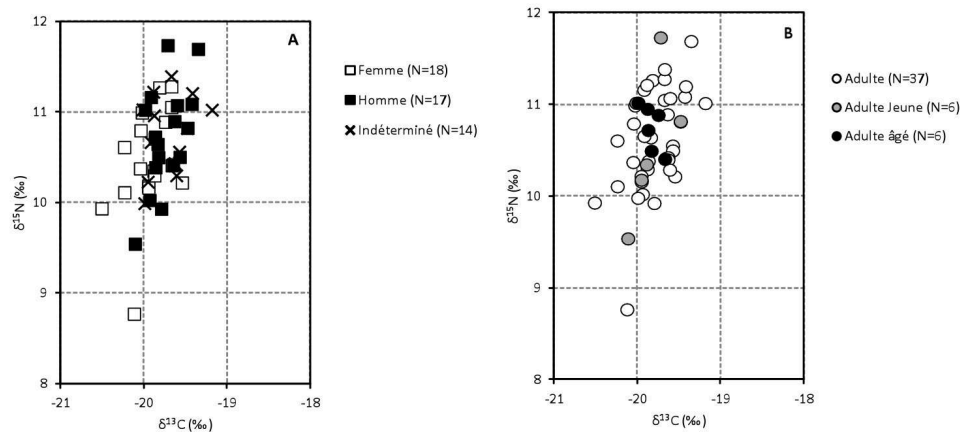 12
11
10
9
8
δ¹⁵N (‰)
-21 -20 -19 -18
δ¹³C (‰)
A
Femme (N=18)
Homme (N=17)
Indéterminé (N=14)
12
11
10
9
8
δ¹⁵N (‰)
-21 -20 -19 -18
δ¹³C (‰)
B
Adulte (N=37)
Adulte Jeune (N=6)
Adulte âgé (N=6)